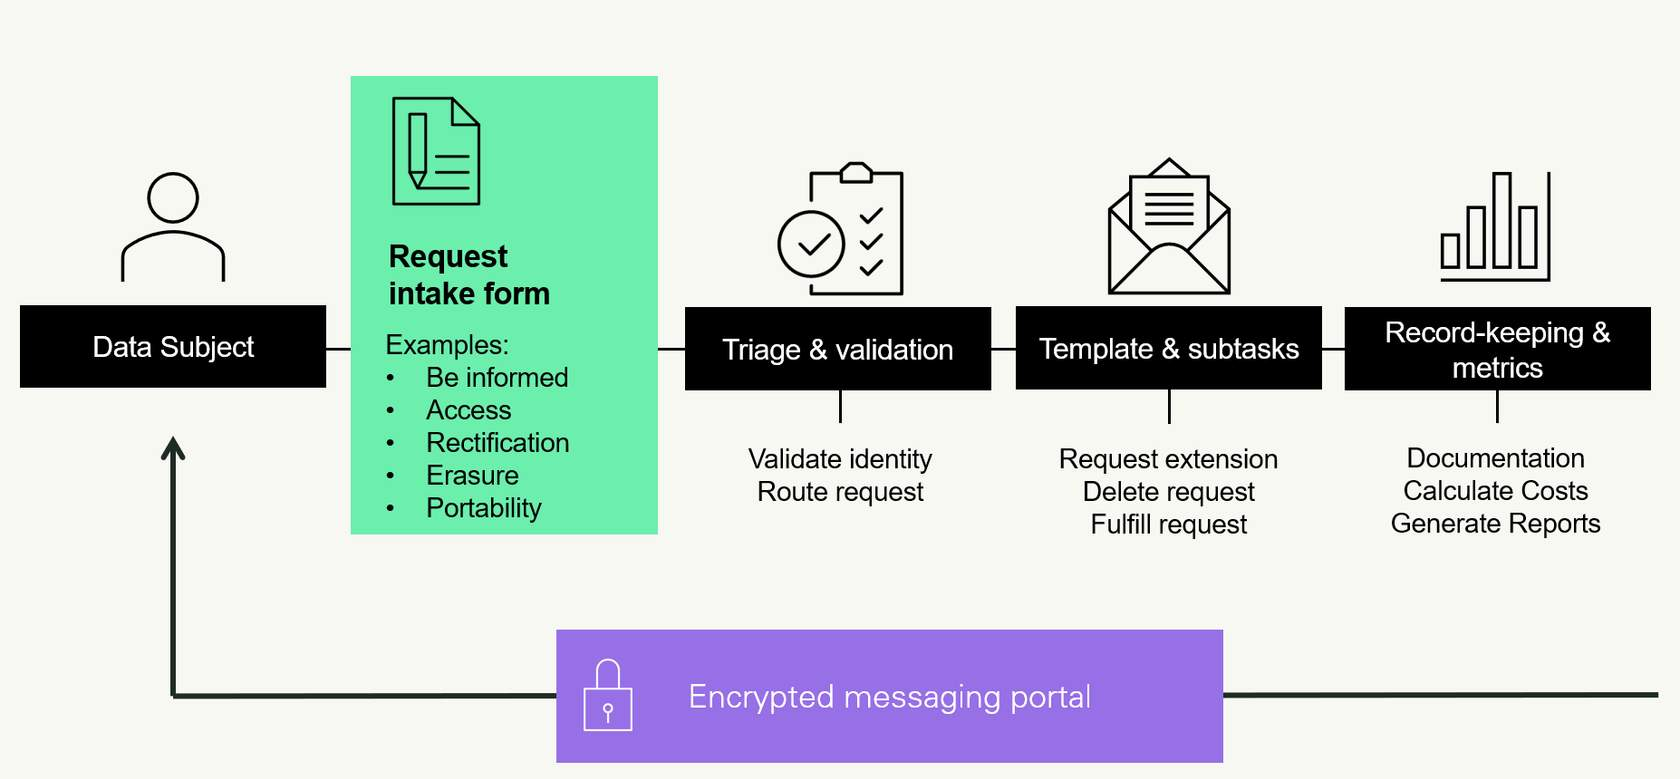 Data Subject
Request
intake form
Examples:
• Be informed
• Access
• Rectification
• Erasure
• Portability
Triage & validation
Validate identity
Route request
Template & subtasks
Request extension
Delete request
Fulfill request
Record-keeping &
metrics
Documentation
Calculate Costs
Generate Reports
Encrypted messaging portal